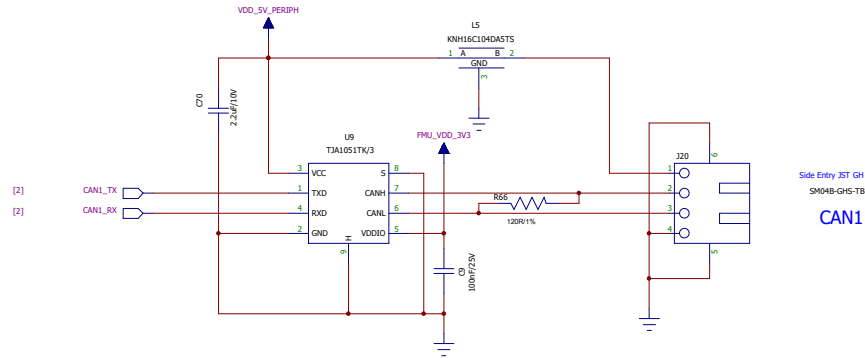 VDD_5V_PERIPH
L5
KNH16C104DA5TS
1 A B 2
GND
3
C70
2.2uF/10V
U9
TJA1051TK/3
FMU_VDD_3V3
3 VCC S 8
[2] CAN1_TX 1 TXD CANH 7
[2] CAN1_RX 4 RXD CANL 6
2 GND VDDIO 5
H
9
R66
120R/1%
C9
100nF/25V
J20
6
1
2
3
4
5
Side Entry JST GH
SM04B-GHS-TB
CAN1